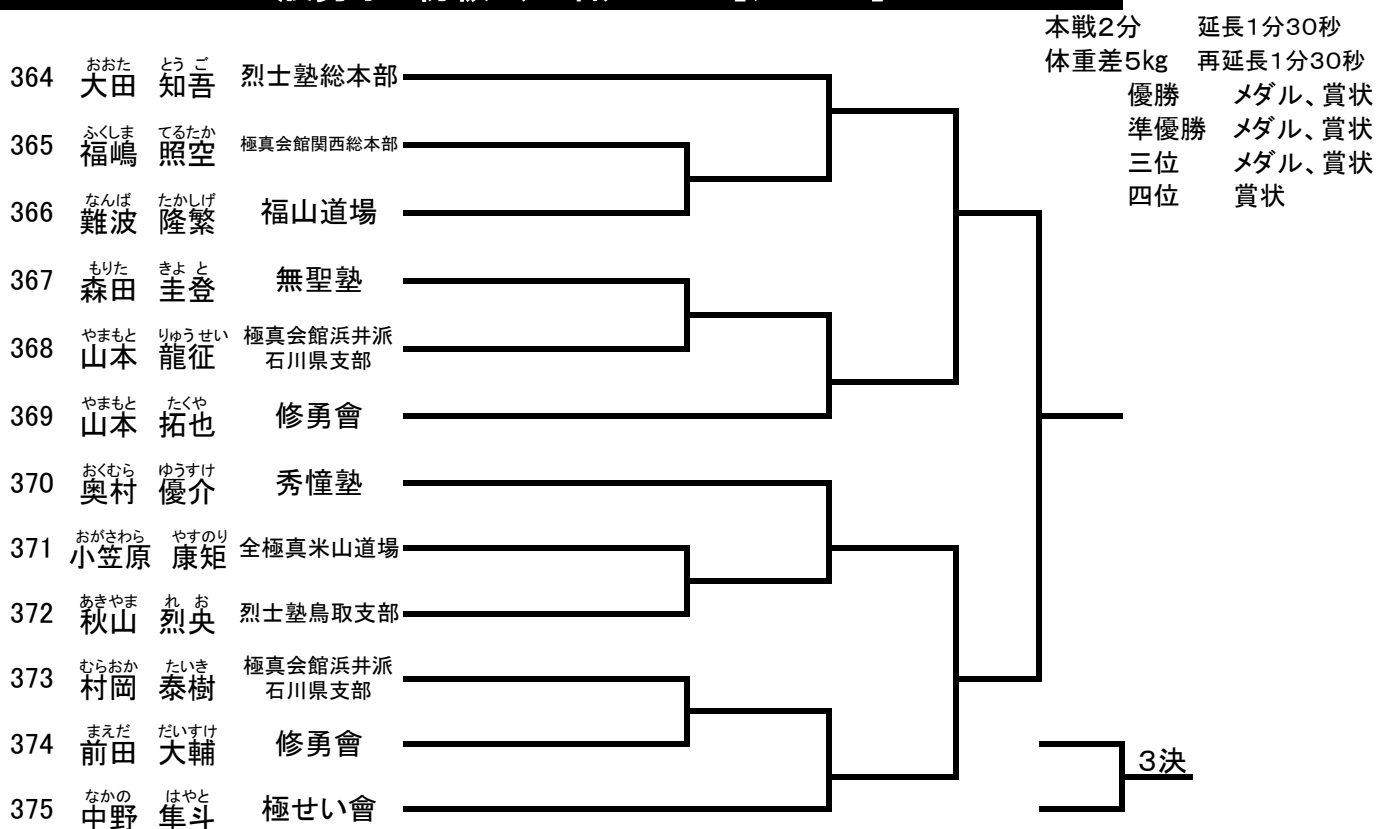 本戦2分 延長1分30秒
体重差5kg 再延長1分30秒
優勝 メダル、賞状
準優勝 メダル、賞状
三位 メダル、賞状
四位 賞状
おおた とうご
364 大田 知吾 烈士塾総本部
ふくしま てるたか
365 福嶋 照空 極真会館関西総本部
なんば たかしげ
366 難波 隆繁 福山道場
もりた きよと
367 森田 圭登 無聖塾
やまもと りゅうせい
368 山本 龍征 極真会館浜井派
石川県支部
やまもと たくや
369 山本 拓也 修勇會
おくむら ゆうすけ
370 奥村 優介 秀憧塾
おがさわら やすのり
371 小笠原 康矩 全極真米山道場
あきやま れお
372 秋山 烈央 烈士塾鳥取支部
むらおか たいき
373 村岡 泰樹 極真会館浜井派
石川県支部
まえだ だいすけ
374 前田 大輔 修勇會
3決
なかの はやと
375 中野 隼斗 極せい會